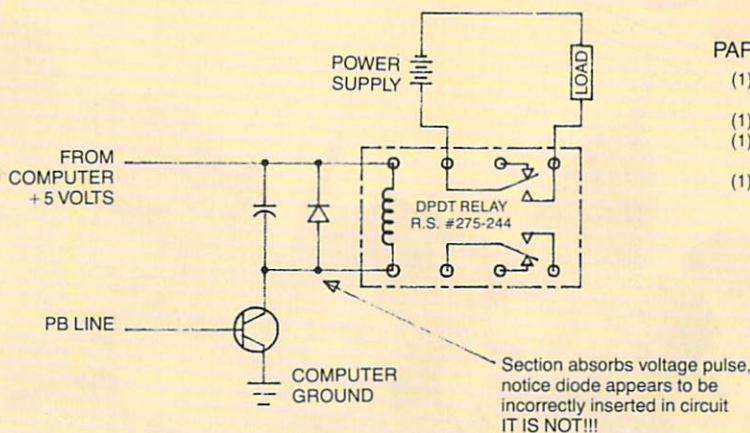 POWER
SUPPLY
LOAD
PAR
(1)
(1)
(1)
(1)
FROM
COMPUTER
+5 VOLTS
DPDT RELAY
R.S. #275-244
PB LINE
COMPUTER
GROUND
Section absorbs voltage pulse,
notice diode appears to be
incorrectly inserted in circuit
IT IS NOT!!!